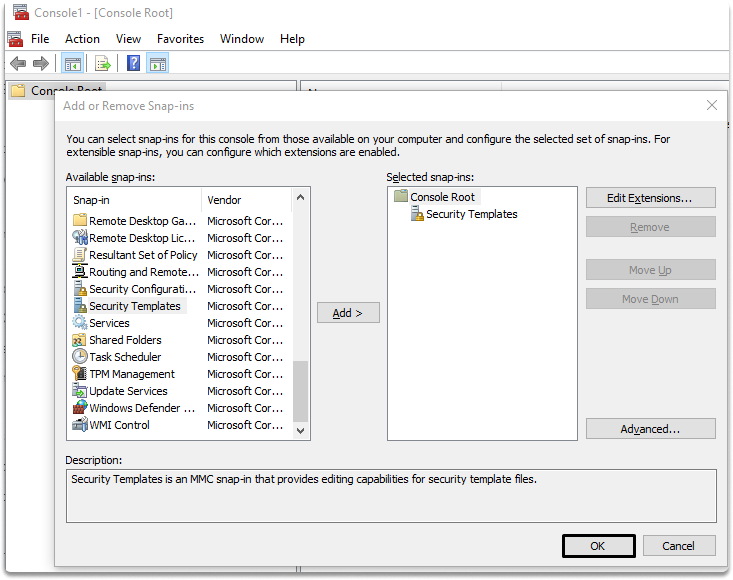 Console1 - [Console Root]
File Action View Favorites Window Help
Console Root
Add or Remove Snap-ins
You can select snap-ins for this console from those available on your computer and configure the selected set of snap-ins. For
extensible snap-ins, you can configure which extensions are enabled.
Available snap-ins:
Snap-in Vendor
Remote Desktop Ga... Microsoft Cor...
Remote Desktop Lic... Microsoft Cor...
Resultant Set of Policy Microsoft Cor...
Routing and Remote... Microsoft Cor...
Security Configurati... Microsoft Cor...
Security Templates Microsoft Cor...
Services Microsoft Cor...
Shared Folders Microsoft Cor...
Task Scheduler Microsoft Cor...
TPM Management Microsoft Cor...
Update Services Microsoft Cor...
Windows Defender ... Microsoft Cor...
WMI Control Microsoft Cor...
Add >
Selected snap-ins:
Console Root
Security Templates
Edit Extensions...
Remove
Move Up
Move Down
Advanced...
Description:
Security Templates is an MMC snap-in that provides editing capabilities for security template files.
OK Cancel